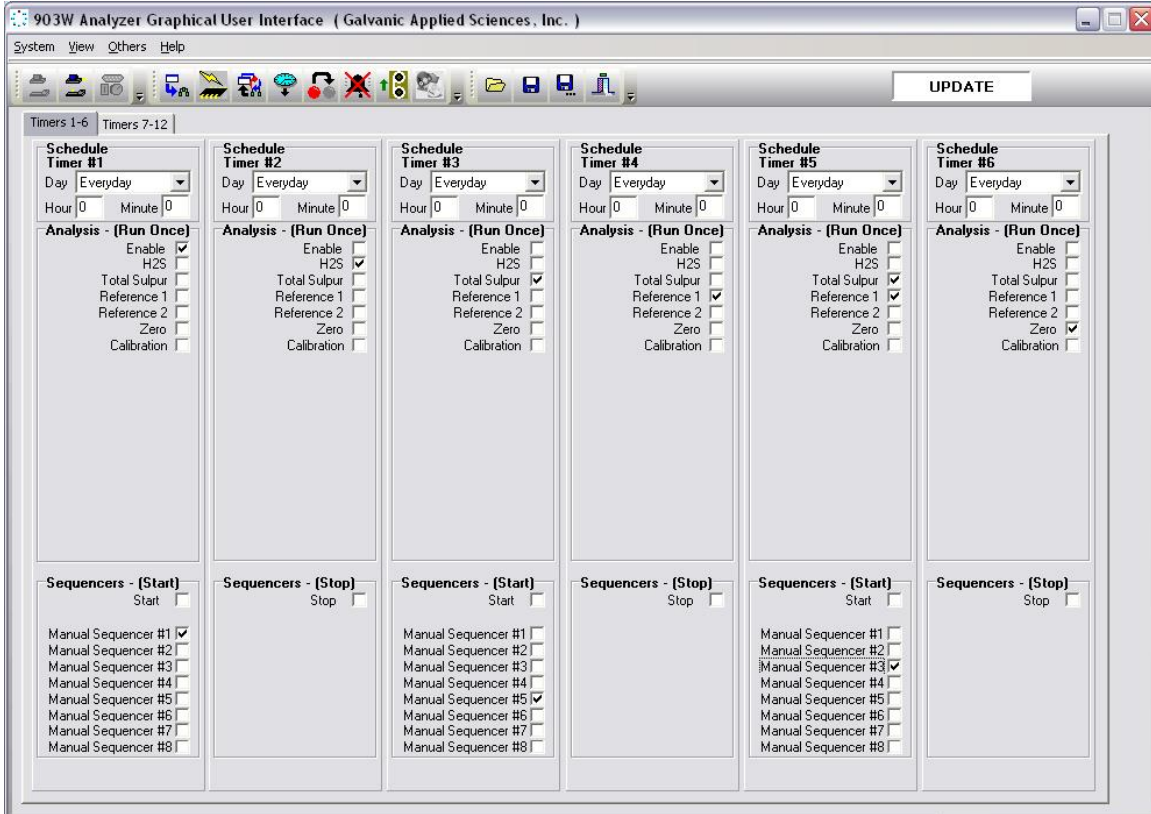 903W Analyzer Graphical User Interface ( Galvanic Applied Sciences, Inc. )
System View Others Help
UPDATE
Timers 1-6 Timers 7-12
Schedule
Timer #1
Day Everyday
Hour 0 Minute 0
Analysis - (Run Once)
Enable
H2S
Total Sulpur
Reference 1
Reference 2
Zero
Calibration
Sequencers - (Start)
Start
Manual Sequencer #1
Manual Sequencer #2
Manual Sequencer #3
Manual Sequencer #4
Manual Sequencer #5
Manual Sequencer #6
Manual Sequencer #7
Manual Sequencer #8
Schedule
Timer #2
Day Everyday
Hour 0 Minute 0
Analysis - (Run Once)
Enable
H2S
Total Sulpur
Reference 1
Reference 2
Zero
Calibration
Sequencers - (Stop)
Stop
Schedule
Timer #3
Day Everyday
Hour 0 Minute 0
Analysis - (Run Once)
Enable
H2S
Total Sulpur
Reference 1
Reference 2
Zero
Calibration
Sequencers - (Start)
Start
Manual Sequencer #1
Manual Sequencer #2
Manual Sequencer #3
Manual Sequencer #4
Manual Sequencer #5
Manual Sequencer #6
Manual Sequencer #7
Manual Sequencer #8
Schedule
Timer #4
Day Everyday
Hour 0 Minute 0
Analysis - (Run Once)
Enable
H2S
Total Sulpur
Reference 1
Reference 2
Zero
Calibration
Sequencers - (Stop)
Stop
Schedule
Timer #5
Day Everyday
Hour 0 Minute 0
Analysis - (Run Once)
Enable
H2S
Total Sulpur
Reference 1
Reference 2
Zero
Calibration
Sequencers - (Start)
Start
Manual Sequencer #1
Manual Sequencer #2
Manual Sequencer #3
Manual Sequencer #4
Manual Sequencer #5
Manual Sequencer #6
Manual Sequencer #7
Manual Sequencer #8
Schedule
Timer #6
Day Everyday
Hour 0 Minute 0
Analysis - (Run Once)
Enable
H2S
Total Sulpur
Reference 1
Reference 2
Zero
Calibration
Sequencers - (Stop)
Stop